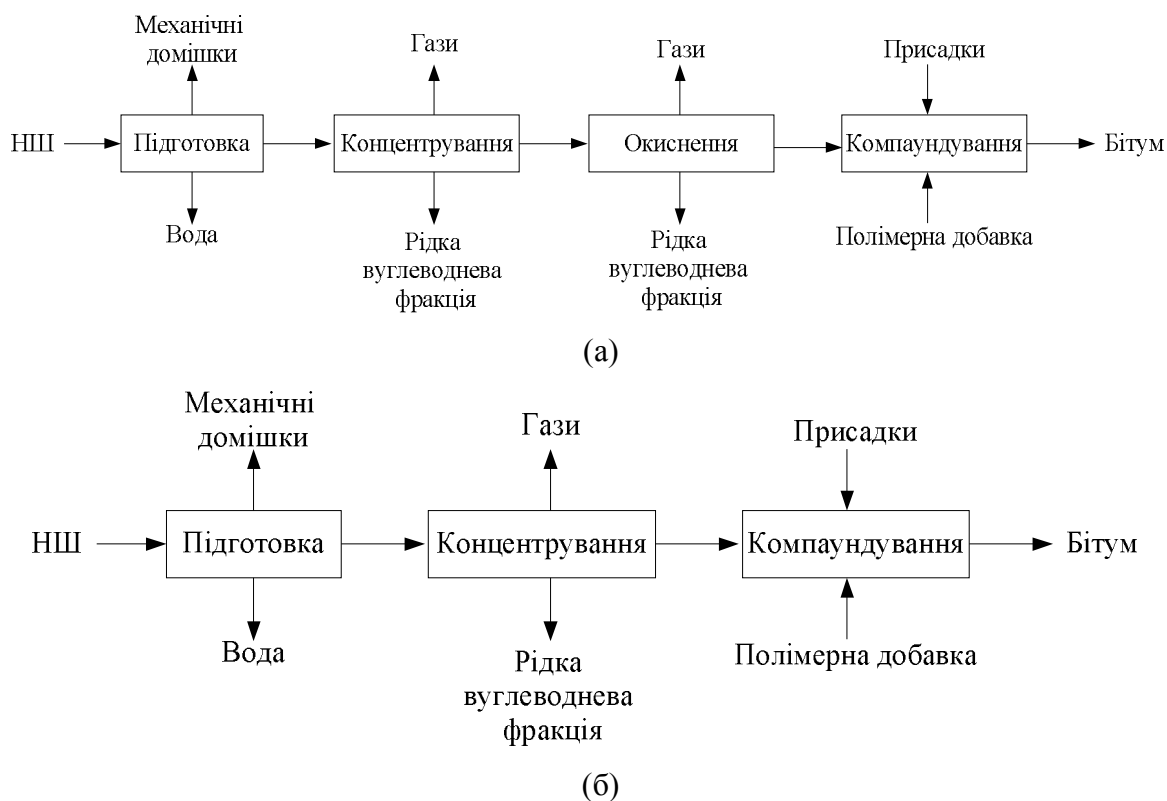 Механічні
домішки
Гази
Гази
Присадки
НШ
Підготовка
Концентрування
Окиснення
Компаундування
Бітум
Вода
Рідка
вуглеводнева
фракція
Рідка
вуглеводнева
фракція
Полімерна добавка
(а)
Механічні
домішки
Гази
Присадки
НШ
Підготовка
Концентрування
Компаундування
Бітум
Вода
Рідка
вуглеводнева
фракція
Полімерна добавка
(б)